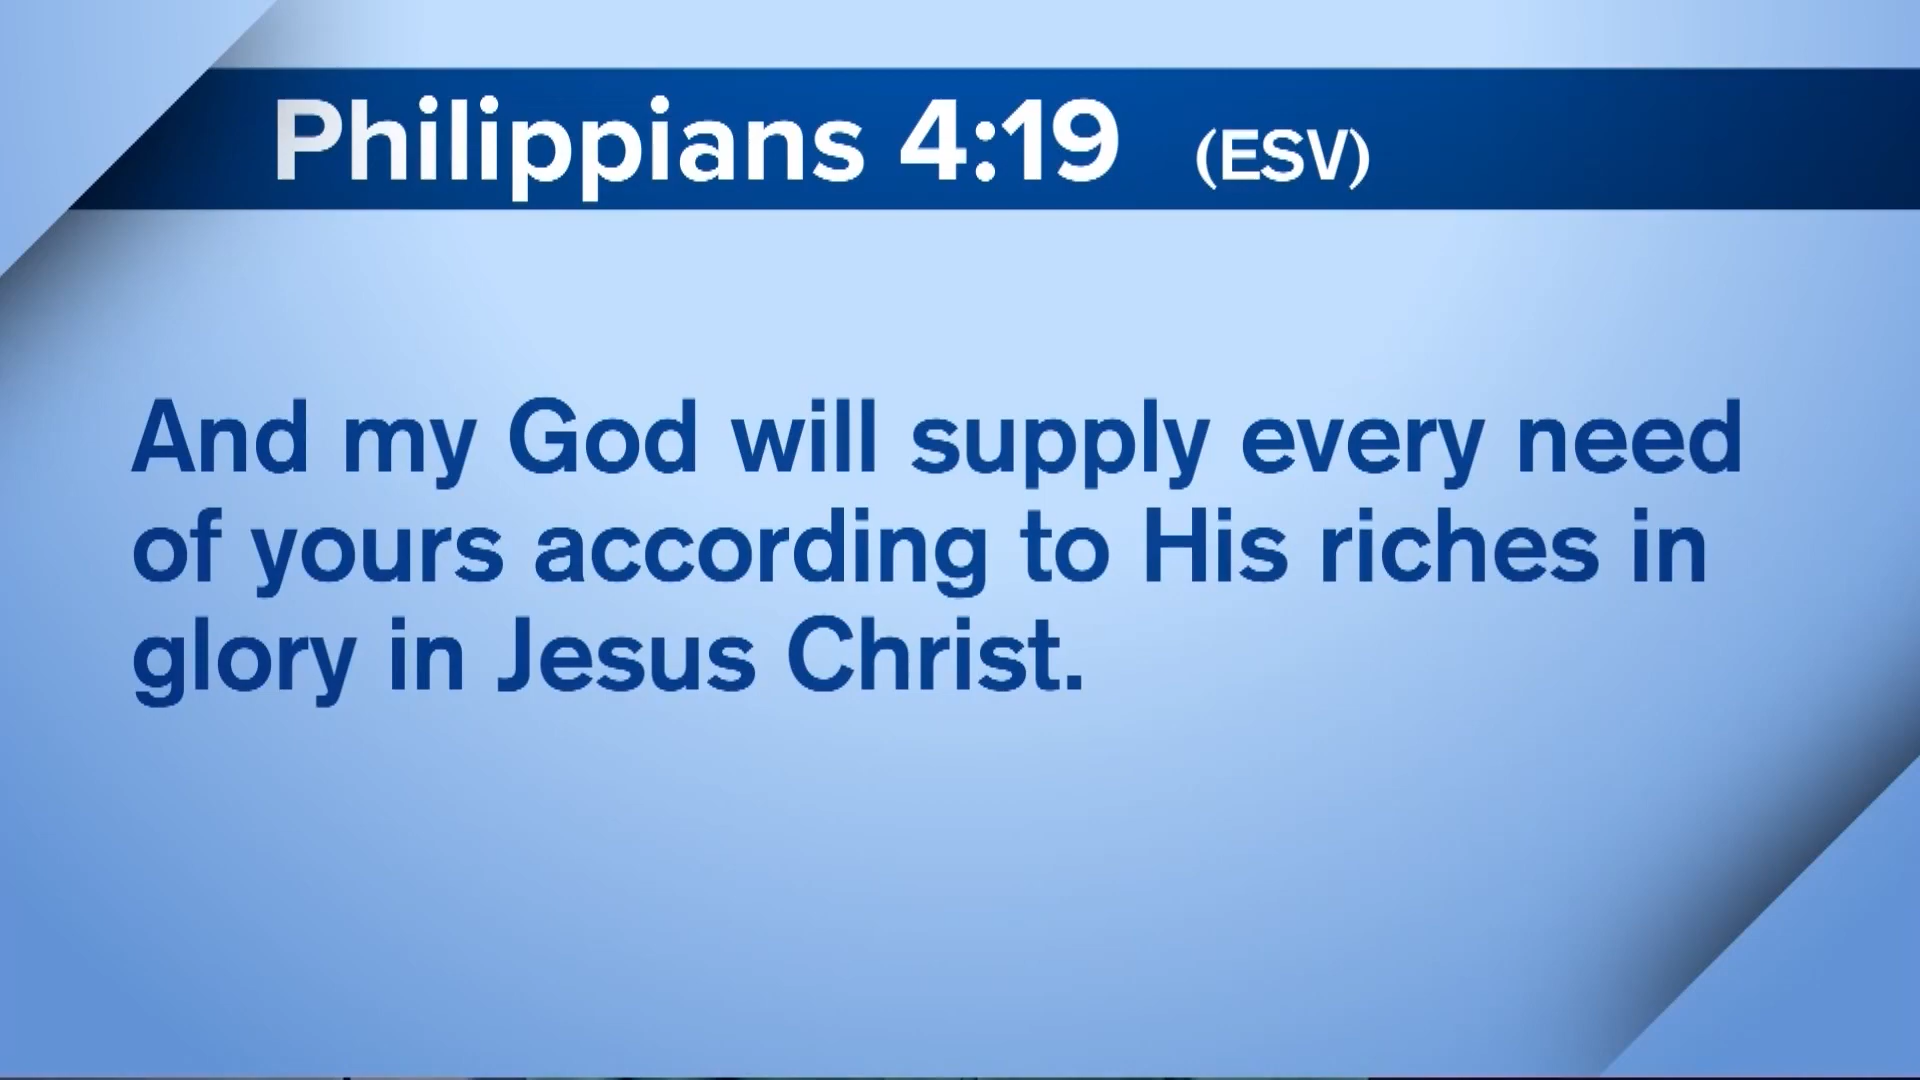 Philippians 4:19 (ESV)
And my God will supply every need
of yours according to His riches in
glory in Jesus Christ.